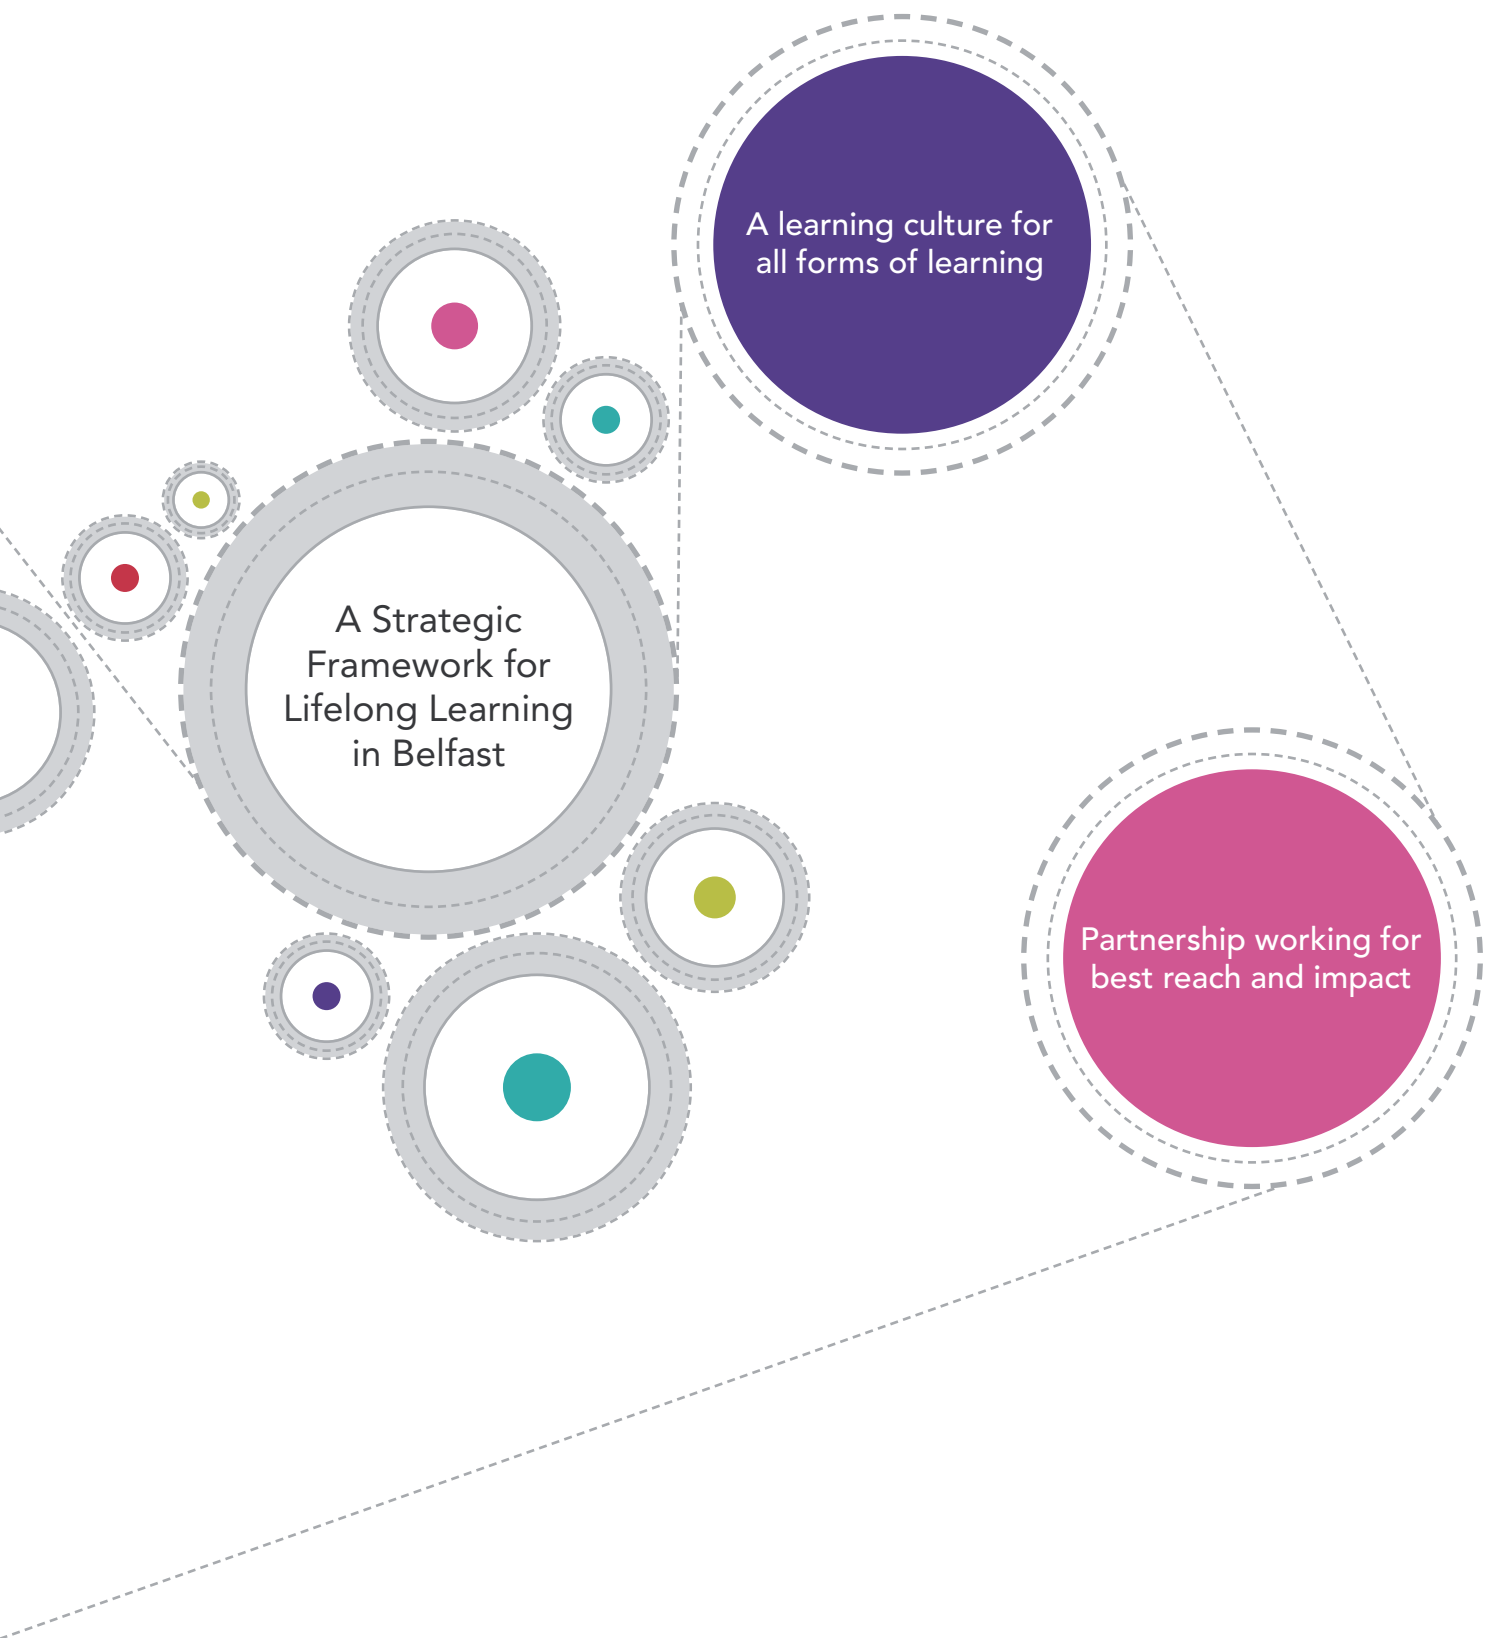 A learning culture for
all forms of learning
A Strategic
Framework for
Lifelong Learning
in Belfast
Partnership working for
best reach and impact